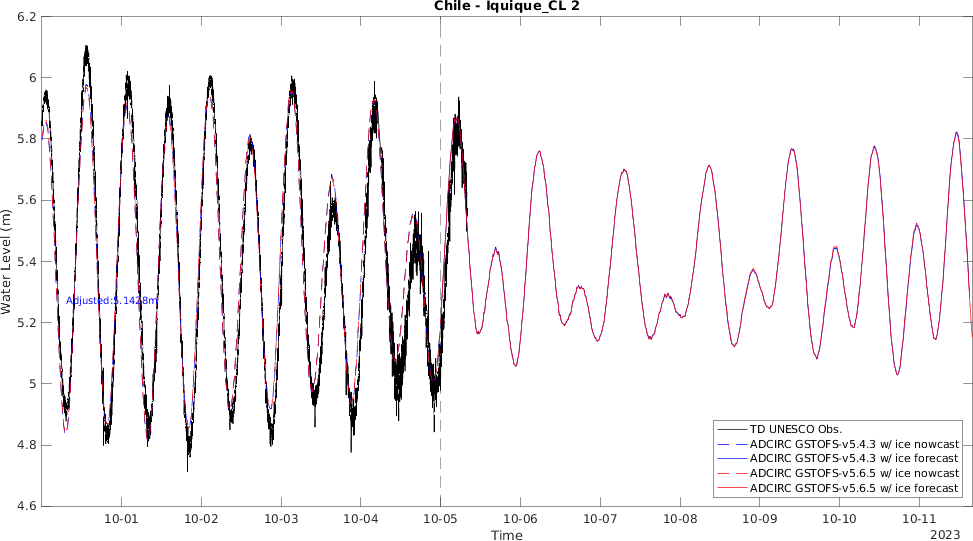 Chile - Iquique_CL 2
6.2
6
5.8
5.6
5.4
5.2
5
4.8
4.6
Water Level (m)
Adjusted:5.1428m
10-01
10-02
10-03
10-04
10-05
10-06
10-07
10-08
10-09
10-10
10-11
Time
2023
TD UNESCO Obs.
ADCIRC GSTOFS-v5.4.3 w/ ice nowcast
ADCIRC GSTOFS-v5.4.3 w/ ice forecast
ADCIRC GSTOFS-v5.6.5 w/ ice nowcast
ADCIRC GSTOFS-v5.6.5 w/ ice forecast